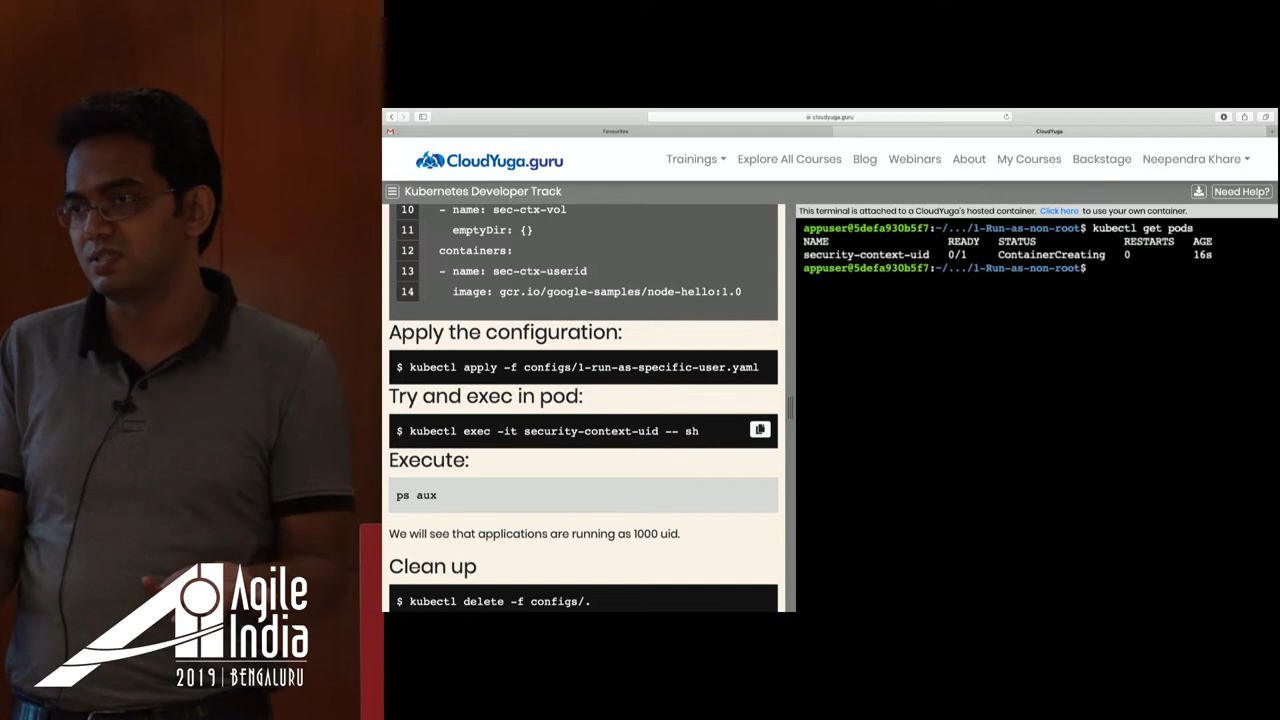 cloudyuga.guru
Favourites
CloudYuga
CloudYuga.guru
Trainings
Explore All Courses
Blog
Webinars
About
My Courses
Backstage
Neependra Khare
Kubernetes Developer Track
Need Help?
10 - name: sec-ctx-vol
11 emptyDir: {}
12 containers:
13 - name: sec-ctx-userid
14 image: gcr.io/google-samples/node-hello:1.0
Apply the configuration:
$ kubectl apply -f configs/1-run-as-specific-user.yaml
Try and exec in pod:
$ kubectl exec -it security-context-uid -- sh
Execute:
ps aux
We will see that applications are running as 1000 uid.
Clean up
$ kubectl delete -f configs/.
This terminal is attached to a CloudYuga's hosted container. Click here to use your own container.
appuser@5defa930b5f7:~/.../1-Run-as-non-root$ kubectl get pods
NAME READY STATUS RESTARTS AGE
security-context-uid 0/1 ContainerCreating 0 16s
appuser@5defa930b5f7:~/.../1-Run-as-non-root$
Agile
India
2019 | BENGALURU